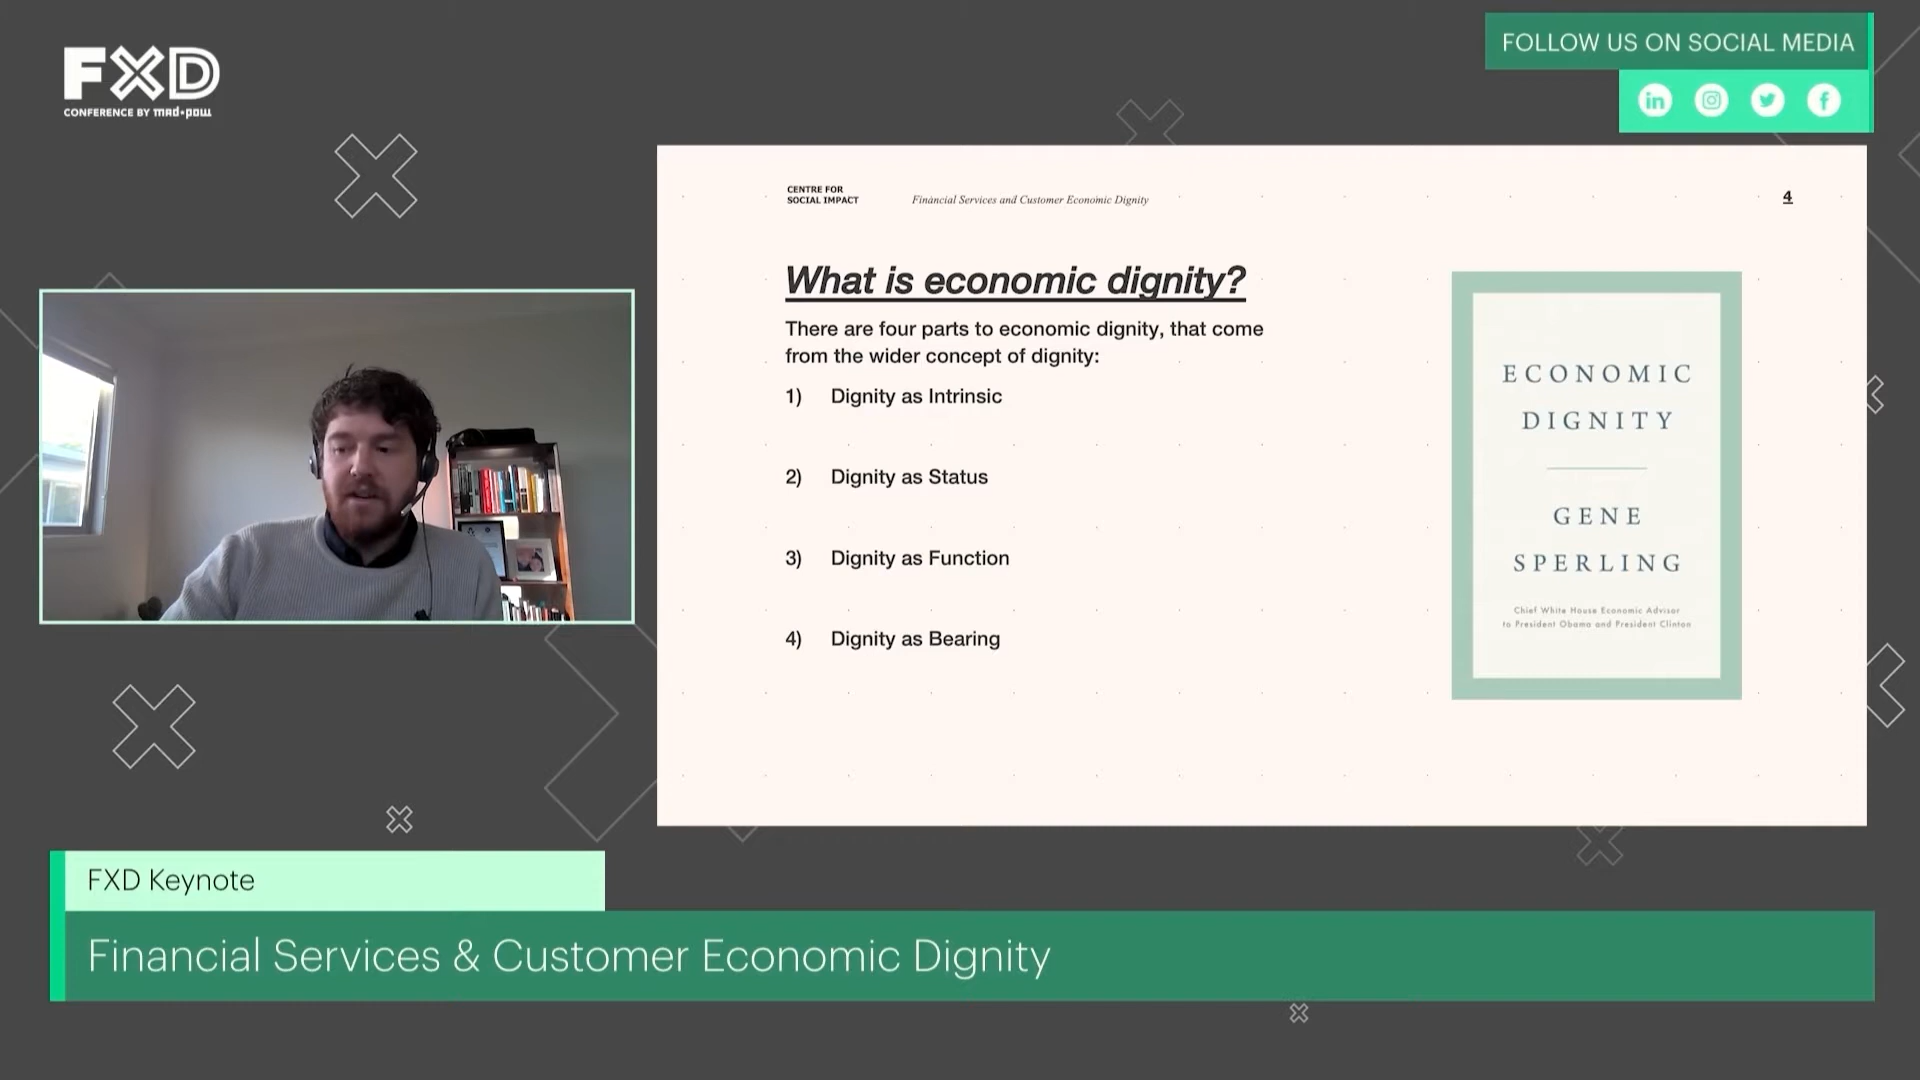 FXD
CONFERENCE BY mad*pow
FOLLOW US ON SOCIAL MEDIA
CENTRE FOR
SOCIAL IMPACT
Financial Services and Customer Economic Dignity
4
What is economic dignity?
There are four parts to economic dignity, that come
from the wider concept of dignity:
1) Dignity as Intrinsic
2) Dignity as Status
3) Dignity as Function
4) Dignity as Bearing
ECONOMIC
DIGNITY
GENE
SPERLING
Chief White House Economic Advisor
to President Obama and President Clinton
FXD Keynote
Financial Services & Customer Economic Dignity